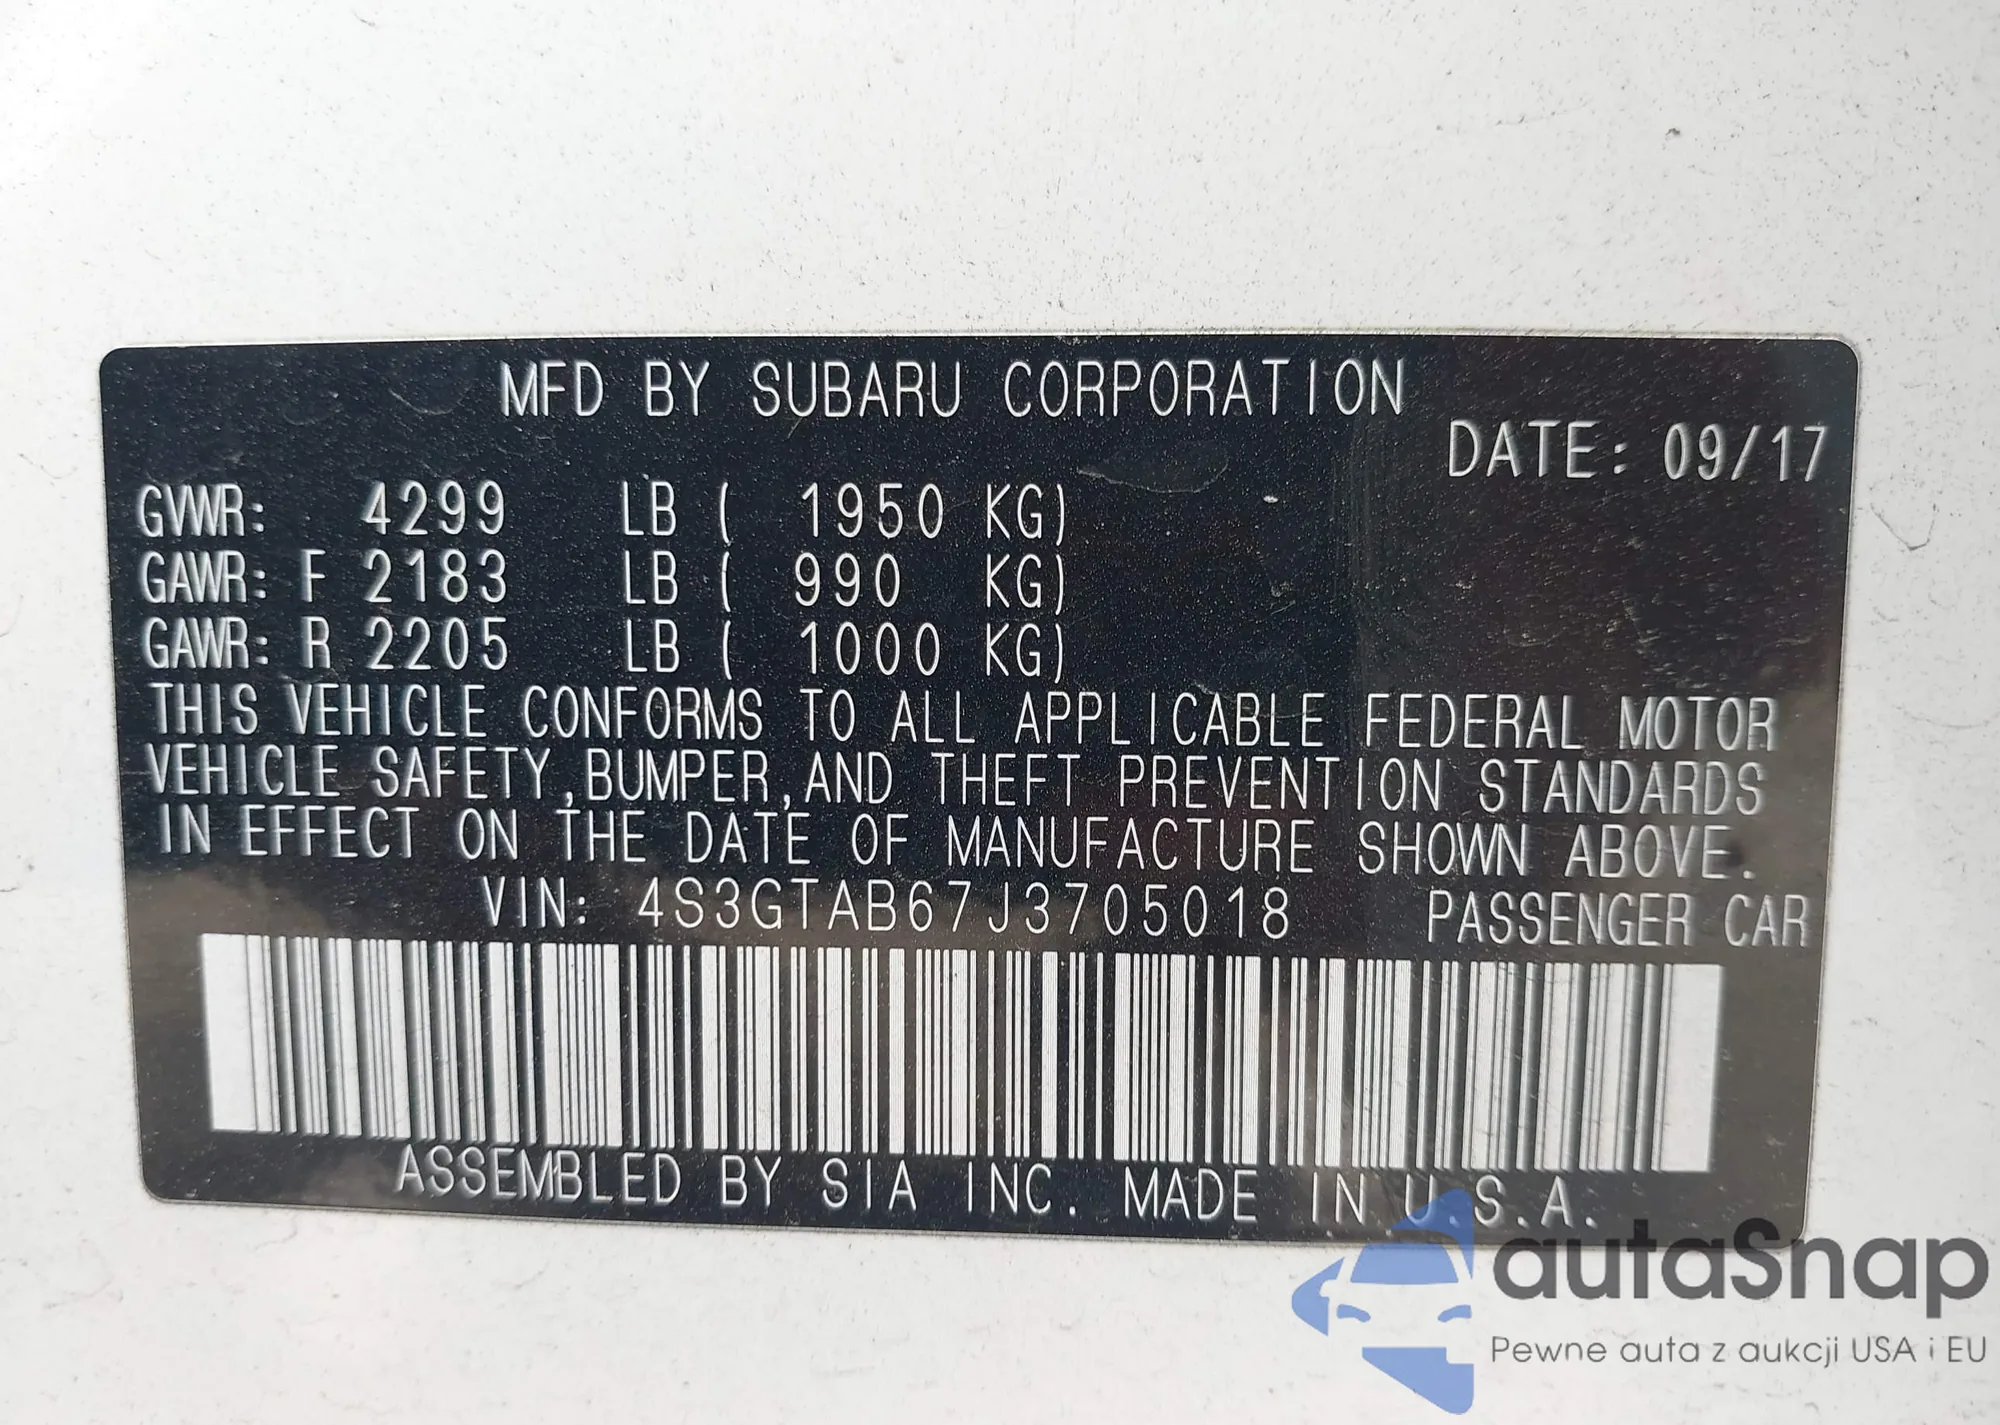 MFD BY SUBARU CORPORATION
DATE: 09/17
GVWR: 4299 LB ( 1950 KG)
GAWR: F 2183 LB ( 990 KG)
GAWR: R 2205 LB ( 1000 KG)
THIS VEHICLE CONFORMS TO ALL APPLICABLE FEDERAL MOTOR
VEHICLE SAFETY,BUMPER,AND THEFT PREVENTION STANDARDS
IN EFFECT ON THE DATE OF MANUFACTURE SHOWN ABOVE.
VIN: 4S3GTAB67J3705018 PASSENGER CAR
ASSEMBLED BY SIA INC. MADE IN U.S.A.
autaSnap
Pewne auta z aukcji USA i EU